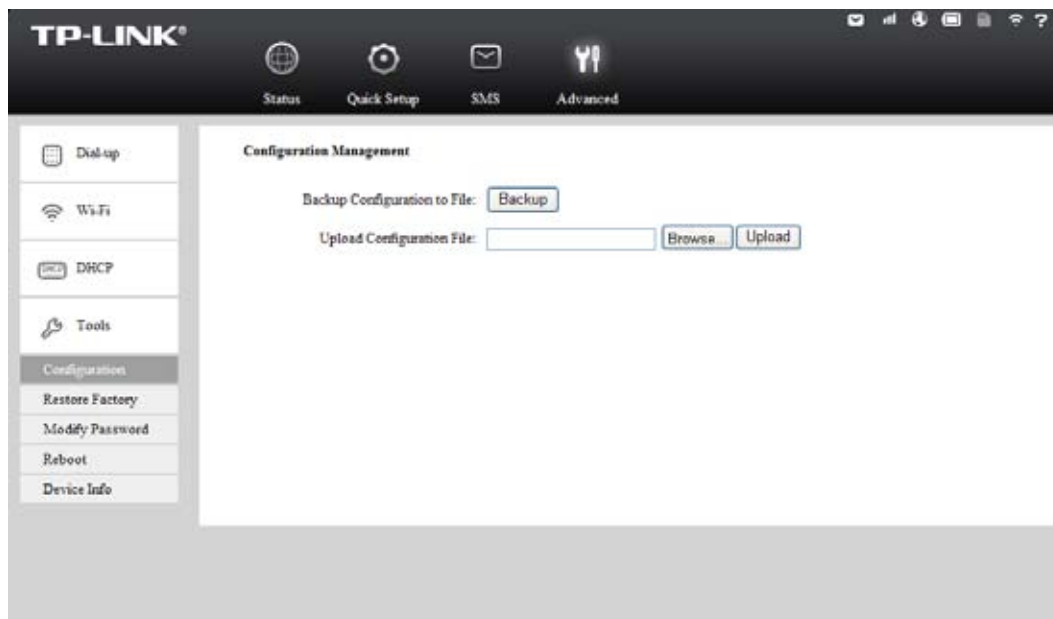 TP-LINK®
Status Quick Setup SMS Advanced
Dial-up
Wi-Fi
DHCP
Tools
Configuration
Restore Factory
Modify Password
Reboot
Device Info
Configuration Management
Backup Configuration to File: Backup
Upload Configuration File: Browse... Upload